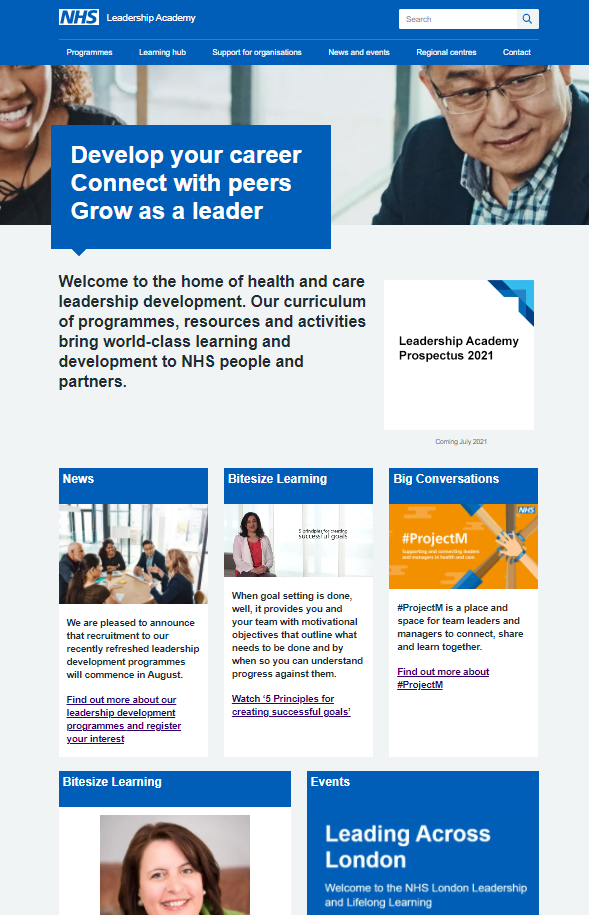 NHS Leadership Academy
Search
Programmes Learning hub Support for organisations News and events Regional centres Contact
Develop your career
Connect with peers
Grow as a leader
Welcome to the home of health and care
leadership development. Our curriculum
of programmes, resources and activities
bring world-class learning and
development to NHS people and
partners.
Leadership Academy
Prospectus 2021
Coming July 2021
News
We are pleased to announce
that recruitment to our
recently refreshed leadership
development programmes
will commence in August.
Find out more about our
leadership development
programmes and register
your interest
Bitesize Learning
5 principles for creating
successful goals
When goal setting is done,
well, it provides you and
your team with motivational
objectives that outline what
needs to be done and by
when so you can understand
progress against them.
Watch ‘5 Principles for
creating successful goals’
Big Conversations
NHS
#ProjectM
Supporting and connecting leaders
and managers in health and care
#ProjectM is a place and
space for team leaders and
managers to connect, share
and learn together.
Find out more about
#ProjectM
Bitesize Learning
Events
Leading Across
London
Welcome to the NHS London Leadership
and Lifelong Learning